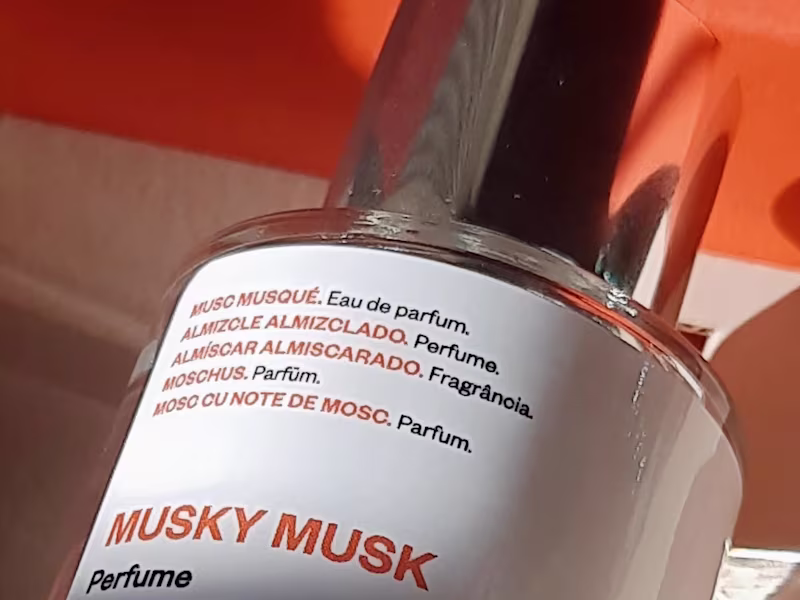 MUSC MUSQUÉ. Eau de parfum.
ALMIZCLE ALMIZCLADO. Perfume.
ALMÍSCAR ALMISCARADO. Fragrância.
MOSCHUS. Parfüm.
MOSC CU NOTE DE MOSC. Parfum.
MUSKY MUSK
Perfume